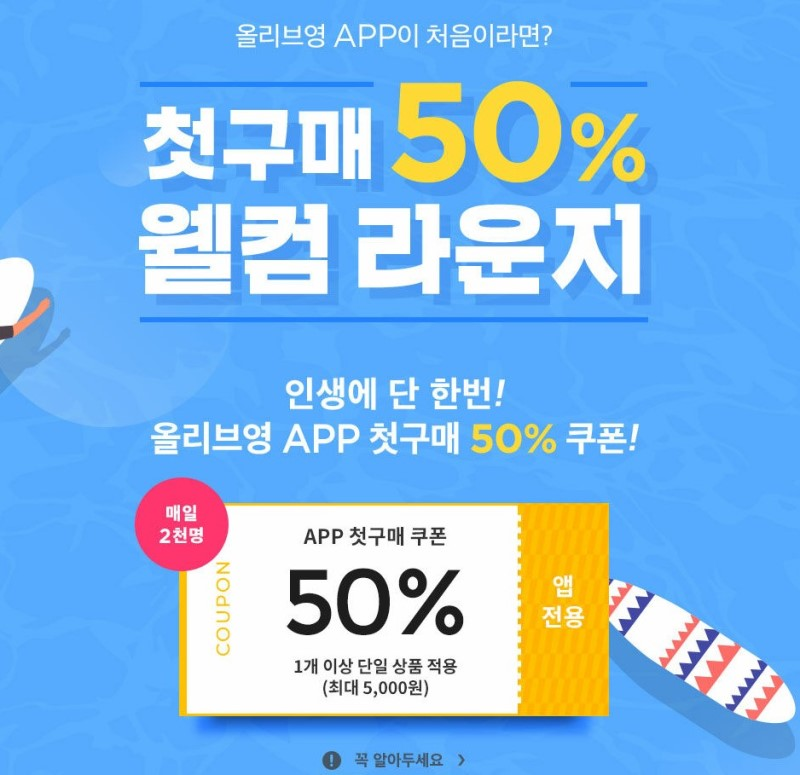 올리브영 APP이 처음이라면?
첫구매 50%
웰컴 라운지
인생에 단 한번!
올리브영 APP 첫구매 50% 쿠폰!
매일
2천명
COUPON
APP 첫구매 쿠폰
50%
1개 이상 단일 상품 적용
(최대 5,000원)
앱
전용
! 꼭 알아두세요 >